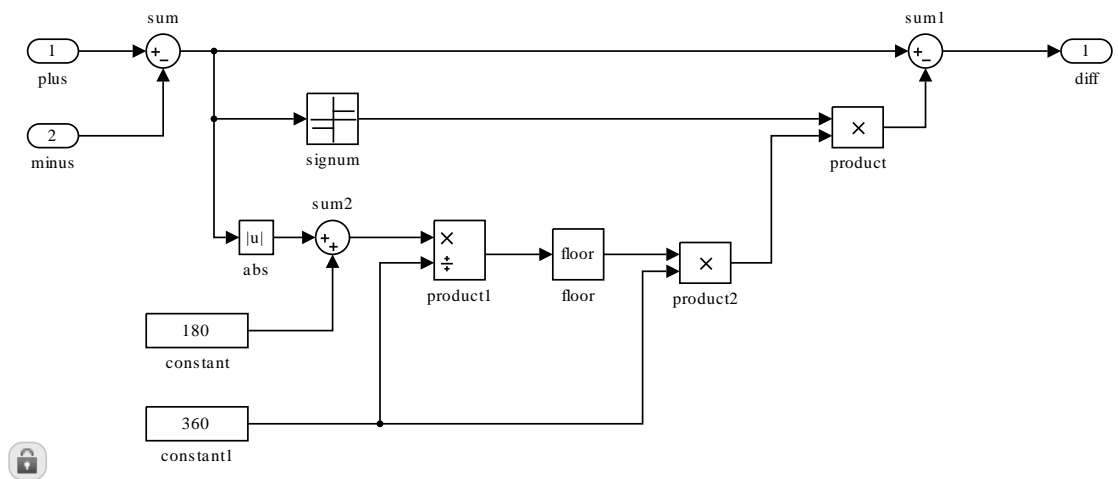 sum
sum1
1
+
−
+
−
1
plus
diff
2
×
minus
signum
product
sum2
|u|
+
+
×
÷
floor
×
abs
product1
floor
product2
180
constant
360
constant1